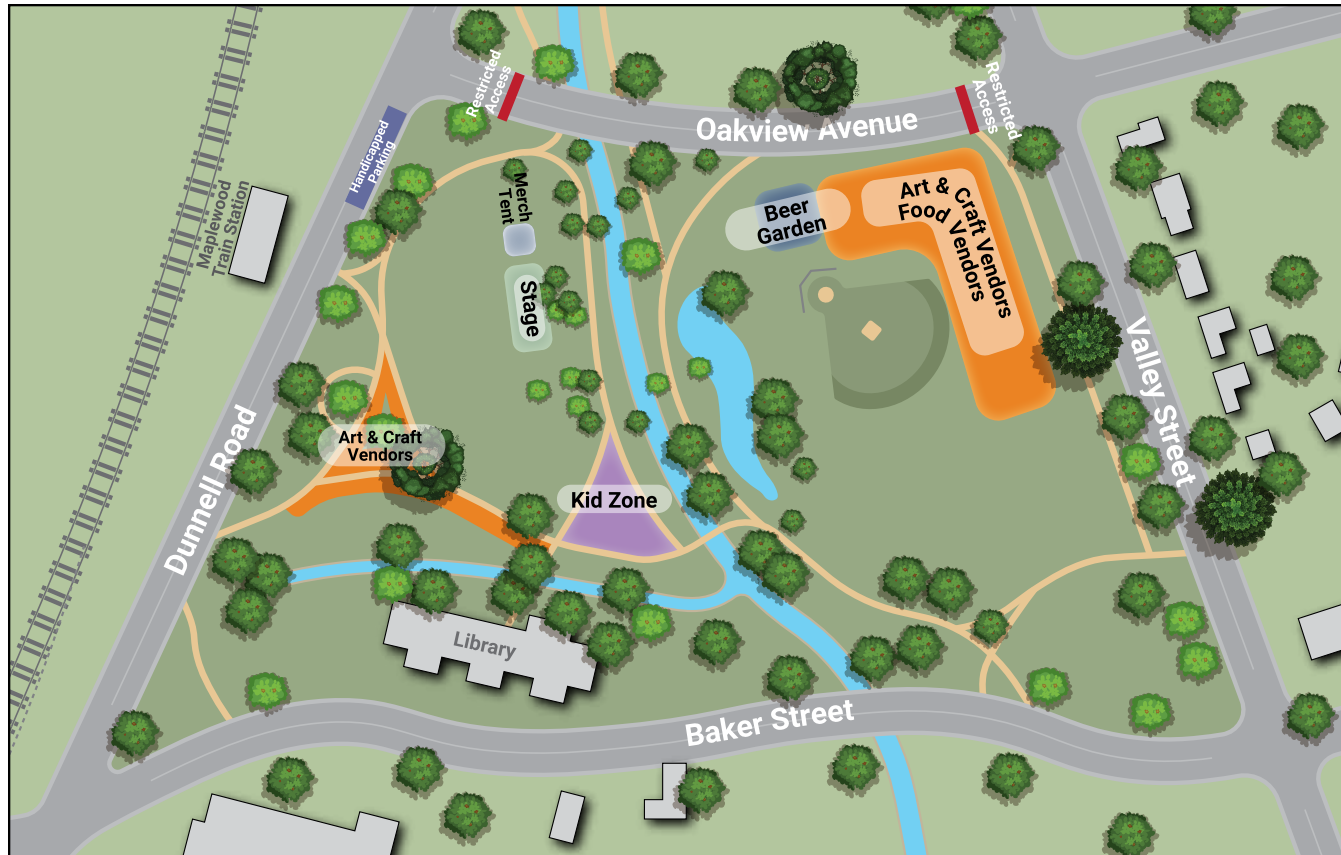 Restricted
Access
Restricted
Access
Oakview Avenue
Handicapped
Parking
Maplewood
Train Station
Merch
Tent
Beer
Garden
Art & Craft Vendors
Food Vendors
Stage
Valley Street
Dunnell Road
Art & Craft
Vendors
Kid Zone
Library
Baker Street